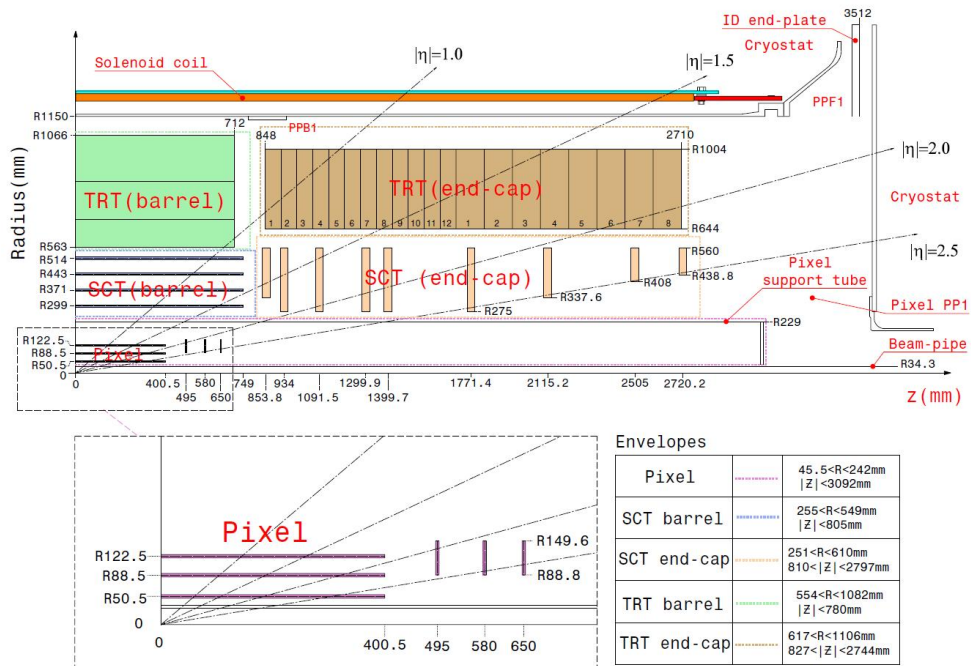 ID end-plate
3512
Cryostat
|η|=1.0
Solenoid coil
|η|=1.5
PPF1
R1150
712
PPB1
R1066
848
2710
R1004
|η|=2.0
Radius(mm)
TRT(barrel)
TRT(end-cap)
Cryostat
1 2 3 4 5 6 7 8 9 10 11 12 1 2 3 4 5 6 7 8
R644
R563
R560
|η|=2.5
R514
SCT (end-cap)
Pixel
support tube
R443
SCT(barrel)
R438.8
R408
R371
R337.6
Pixel PP1
R299
R275
R229
R122.5
R88.5
Pixel
Beam-pipe
R50.5
R34.3
0
0
400.5
580
749
934
1299.9
1771.4
2115.2
2505
2720.2
495
650
853.8
1091.5
1399.7
z(mm)
Envelopes
Pixel
45.5<R<242mm
|Z|<3092mm
SCT barrel
255<R<549mm
|Z|<805mm
SCT end-cap
251<R<610mm
810<|Z|<2797mm
TRT barrel
554<R<1082mm
|Z|<780mm
TRT end-cap
617<R<1106mm
827<|Z|<2744mm
Pixel
R122.5
R149.6
R88.5
R88.8
R50.5
0
0
400.5
495
580
650